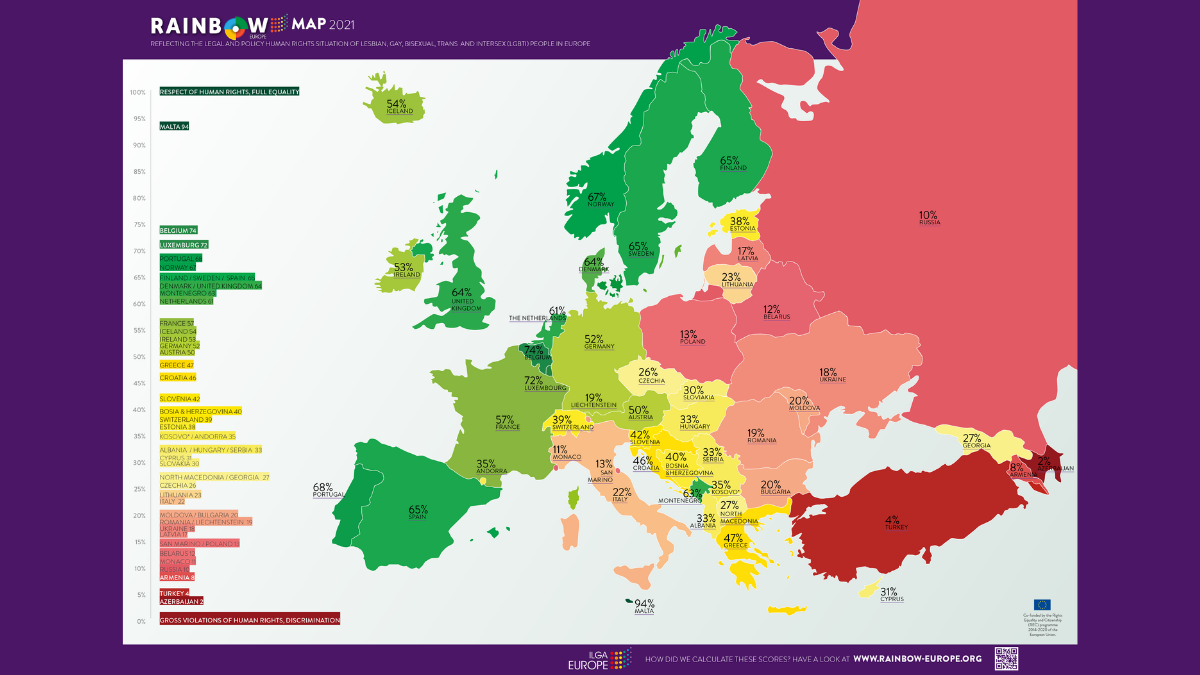 RAINBOW EUROPE MAP 2021
REFLECTING THE LEGAL AND POLICY HUMAN RIGHTS SITUATION OF LESBIAN, GAY, BISEXUAL, TRANS AND INTERSEX (LGBTI) PEOPLE IN EUROPE
100%
RESPECT OF HUMAN RIGHTS, FULL EQUALITY
95%
MALTA 94
90%
85%
80%
75%
BELGIUM 74
LUXEMBURG 72
70%
PORTUGAL 68
NORWAY 67
65%
FINLAND / SWEDEN / SPAIN 65
DENMARK / UNITED KINGDOM 64
MONTENEGRO 63
NETHERLANDS 61
60%
FRANCE 57
55%
ICELAND 54
IRELAND 53
GERMANY 52
AUSTRIA 50
50%
GREECE 47
CROATIA 46
45%
SLOVENIA 42
BOSIA & HERZEGOVINA 40
40%
SWITZERLAND 39
ESTONIA 38
KOSOVO* / ANDORRA 35
35%
ALBANIA / HUNGARY / SERBIA 33
CYPRUS 31
SLOVAKIA 30
30%
NORTH MACEDONIA / GEORGIA 27
CZECHIA 26
25%
LITHUANIA 23
ITALY 22
MOLDOVA / BULGARIA 20
20%
ROMANIA / LIECHTENSTEIN 19
UKRAINE 18
LATVIA 17
15%
SAN MARINO / POLAND 13
BELARUS 12
MONACO 11
RUSSIA 10
10%
ARMENIA 8
5%
TURKEY 4
AZERBAIJAN 2
0%
GROSS VIOLATIONS OF HUMAN RIGHTS, DISCRIMINATION
54%
ICELAND
65%
FINLAND
67%
NORWAY
10%
RUSSIA
38%
ESTONIA
65%
SWEDEN
17%
LATVIA
64%
DENMARK
53%
IRELAND
23%
LITHUANIA
64%
UNITED
KINGDOM
61%
THE NETHERLANDS
12%
BELARUS
52%
GERMANY
13%
POLAND
74%
BELGIUM
26%
CZECHIA
18%
UKRAINE
72%
LUXEMBOURG
30%
SLOVIAKIA
19%
LIECHTENSTEIN
20%
MOLDOVA
50%
AUSTRIA
57%
FRANCE
39%
SWITZERLAND
33%
HUNGARY
19%
ROMANIA
42%
SLOVENIA
27%
GEORGIA
11%
MONACO
33%
SERBIA
46%
CROATIA
40%
BOSNIA
&HERZEGOVINA
35%
ANDORRA
13%
SAN
MARINO
8%
ARMENIA
2%
AZERBAIJAN
68%
PORTUGAL
22%
ITALY
63%
MONTENEGRO
35%
KOSOVO*
20%
BULGARIA
65%
SPAIN
27%
NORTH
MACEDONIA
33%
ALBANIA
4%
TURKEY
47%
GREECE
31%
CYPRUS
94%
MALTA
Co-funded by the Rights
Equality and Citizenship
(REC) programme
2014-2020 of the
European Union
ILGA
EUROPE
HOW DID WE CALCULATE THESE SCORES? HAVE A LOOK AT WWW.RAINBOW-EUROPE.ORG